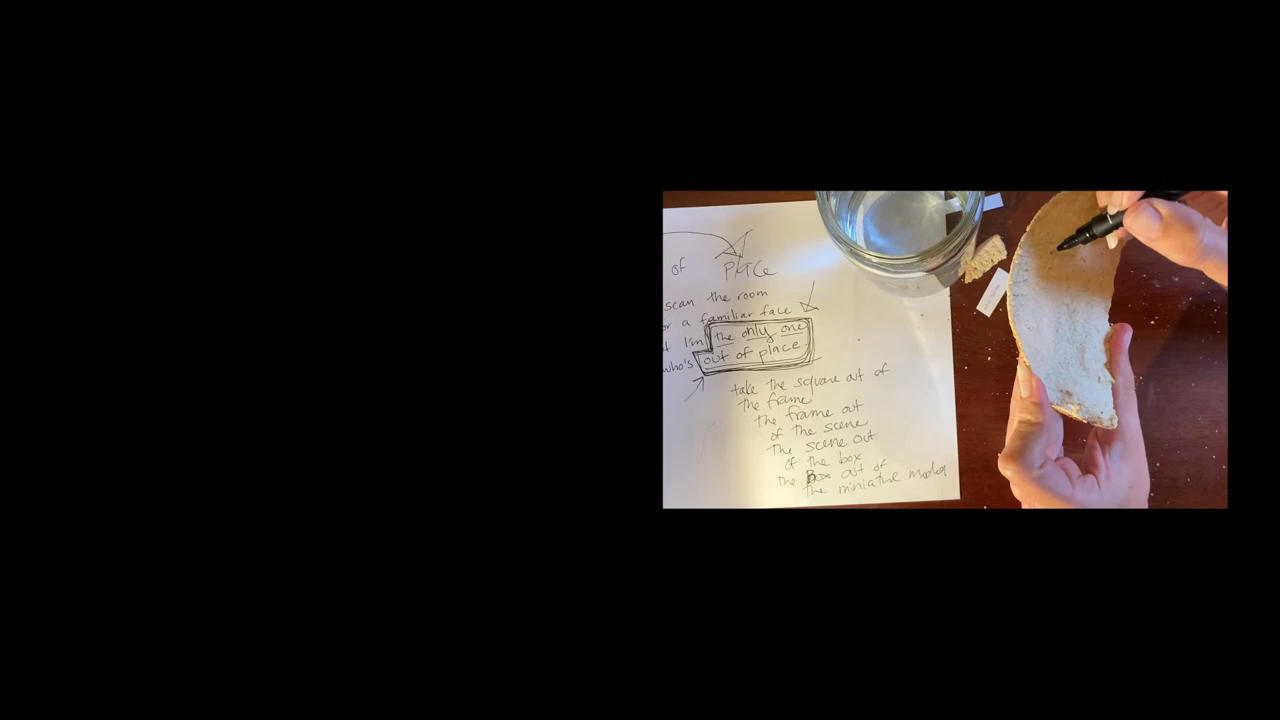 of place
scan the room
a familiar face
I'm the only one
who's out of place.
take the square out of
the frame
the frame out
of the scene
the scene out
of the box
the Box out of
the miniature model